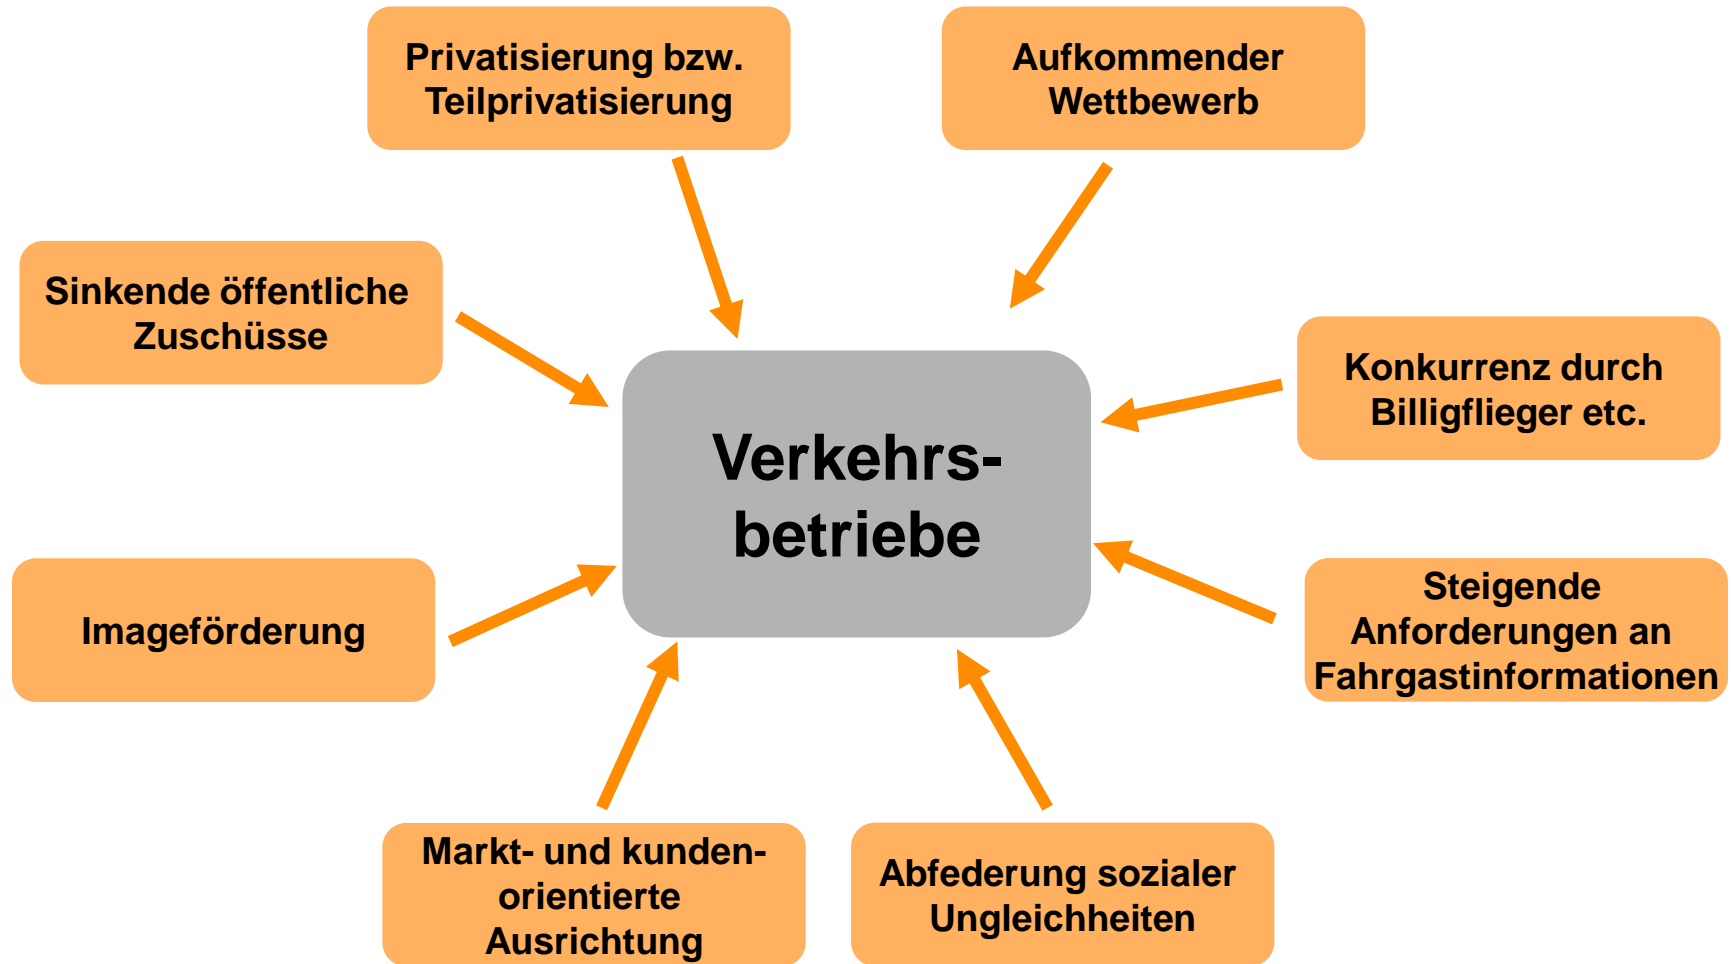 Privatisierung bzw.
Teilprivatisierung
Aufkommender
Wettbewerb
Sinkende öffentliche
Zuschüsse
Konkurrenz durch
Billigflieger etc.
Verkehrs-
betriebe
Imageförderung
Steigende
Anforderungen an
Fahrgastinformationen
Markt- und kunden-
orientierte
Ausrichtung
Abfederung sozialer
Ungleichheiten